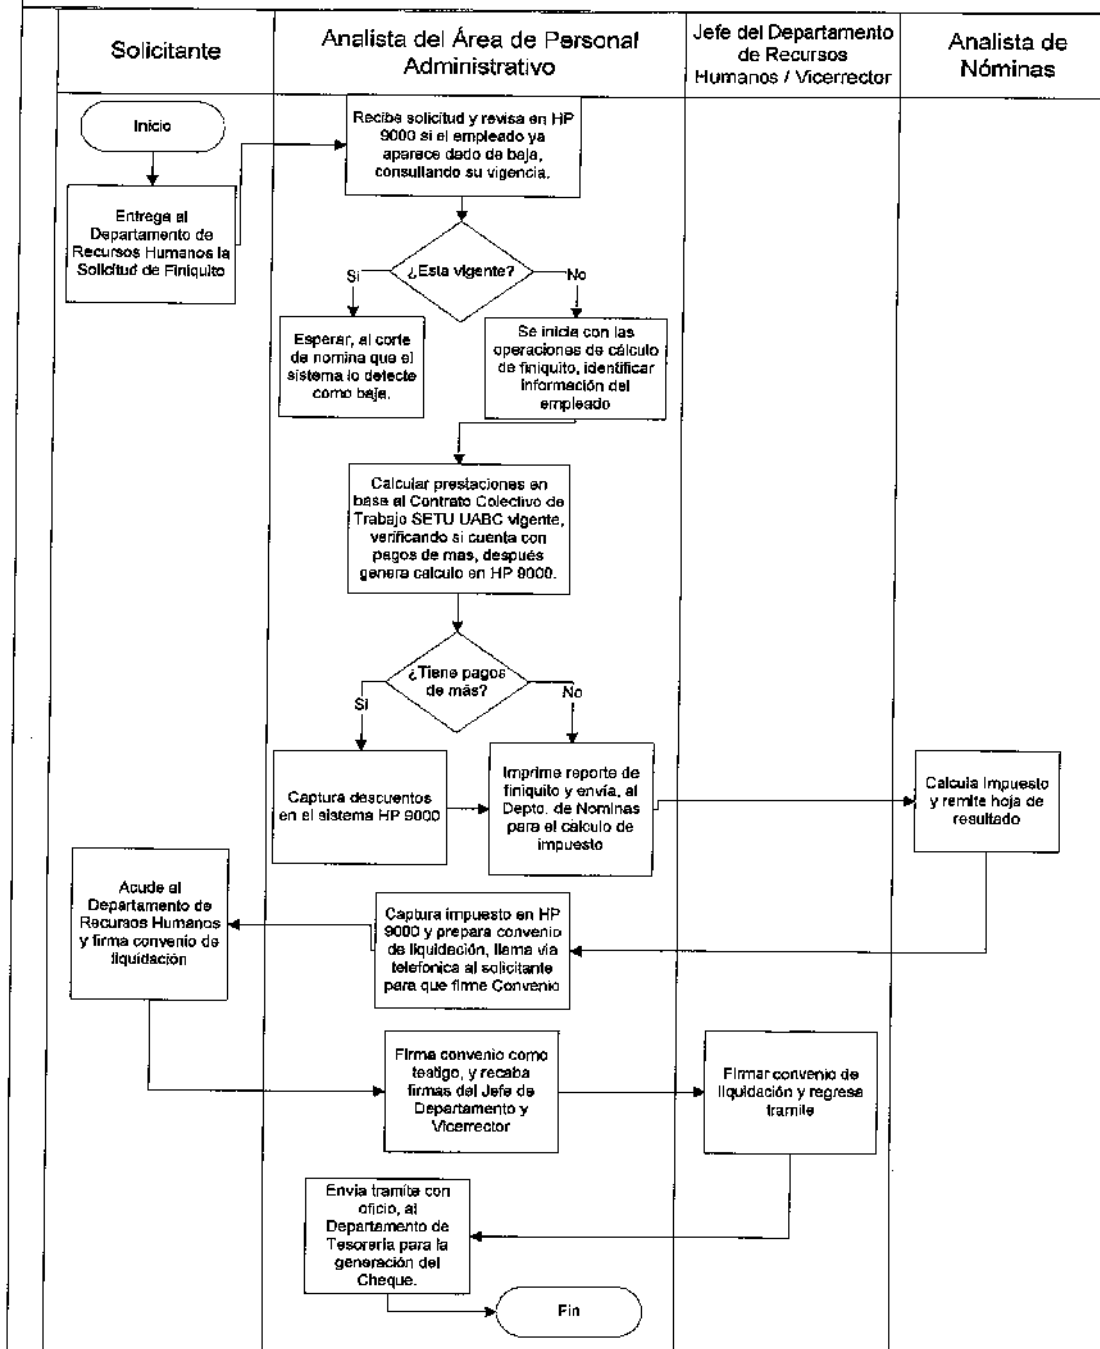 Solicitante
Analista del Área de Personal
Administrativo
Jefe del Departamento
de Recursos
Humanos / Vicerrector
Analista de
Nóminas
Inicio
Entrega al
Departamento de
Recursos Humanos la
Solicitud de Finiquito
Recibe solicitud y revisa en HP
9000 si el empleado ya
aparece dado de baja,
consultando su vigencia.
¿Esta vigente?
Si
No
Esperar, al corte
de nomina que el
sistema lo detecte
como baja.
Se inicia con las
operaciones de cálculo
de finiquito, identificar
información del
empleado
Calcular prestaciones en
base al Contrato Colectivo de
Trabajo SETU UABC vigente,
verificando si cuenta con
pagos de mas, después
genera calculo en HP 9000.
¿Tiene pagos
de más?
Si
No
Captura descuentos
en el sistema HP 9000
Imprime reporte de
finiquito y envía, al
Depto. de Nominas
para el cálculo de
impuesto
Calcula Impuesto
y remite hoja de
resultado
Acude al
Departamento de
Recursos Humanos
y firma convenio de
liquidación
Captura impuesto en HP
9000 y prepara convenio
de liquidación, llama vía
telefonica al solicitante
para que firme Convenio
Firma convenio como
testigo, y recaba
firmas del Jefe de
Departamento y
Vicerrector
Firmar convenio de
liquidación y regresa
tramite
Envía tramite con
oficio, al
Departamento de
Tesorería para la
generación del
Cheque.
Fin